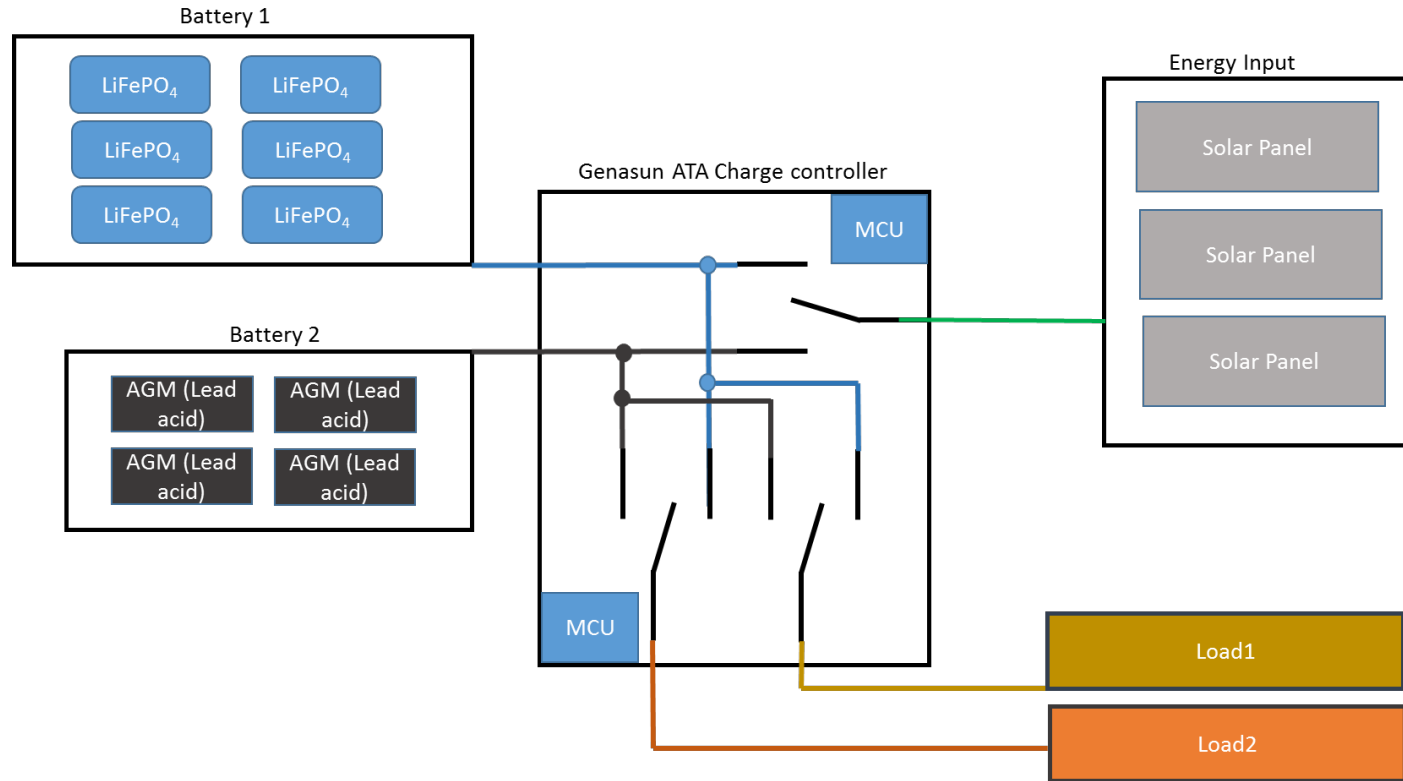 Battery 1
LiFePO₄
LiFePO₄
LiFePO₄
LiFePO₄
LiFePO₄
LiFePO₄
Energy Input
Solar Panel
Solar Panel
Solar Panel
Genasun ATA Charge controller
MCU
Battery 2
AGM (Lead
acid)
AGM (Lead
acid)
AGM (Lead
acid)
AGM (Lead
acid)
MCU
Load1
Load2